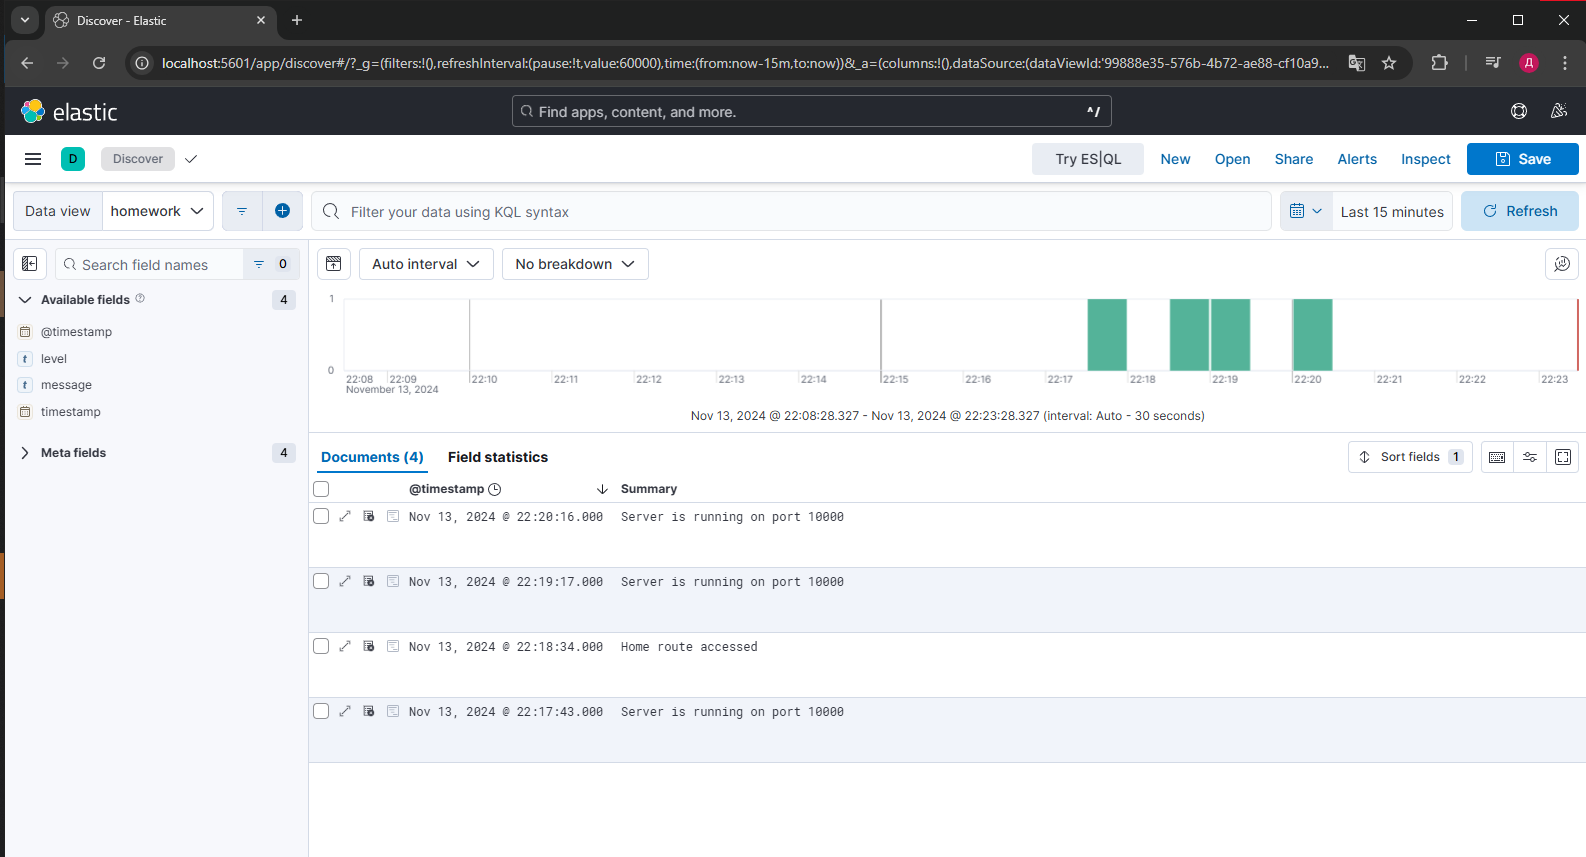 Discover - Elastic
localhost:5601/app/discover#/?_g=(filters:!(),refreshInterval:(pause:!t,value:60000),time:(from:now-15m,to:now))&_a=(columns:!(),dataSource:(dataViewId:'99888e35-576b-4b72-ae88-cf10a9...
Д
elastic
Find apps, content, and more.
^/
D
Discover
Try ES|QL
New
Open
Share
Alerts
Inspect
Save
Data view
homework
Filter your data using KQL syntax
Last 15 minutes
Refresh
Search field names
0
Auto interval
No breakdown
Available fields
4
@timestamp
t level
t message
timestamp
Meta fields
4
1
0
22:08 22:09 22:10 22:11 22:12 22:13 22:14 22:15 22:16 22:17 22:18 22:19 22:20 22:21 22:22 22:23
November 13, 2024
Nov 13, 2024 @ 22:08:28.327 - Nov 13, 2024 @ 22:23:28.327 (interval: Auto - 30 seconds)
Documents (4)
Field statistics
Sort fields 1
@timestamp
Summary
Nov 13, 2024 @ 22:20:16.000 Server is running on port 10000
Nov 13, 2024 @ 22:19:17.000 Server is running on port 10000
Nov 13, 2024 @ 22:18:34.000 Home route accessed
Nov 13, 2024 @ 22:17:43.000 Server is running on port 10000